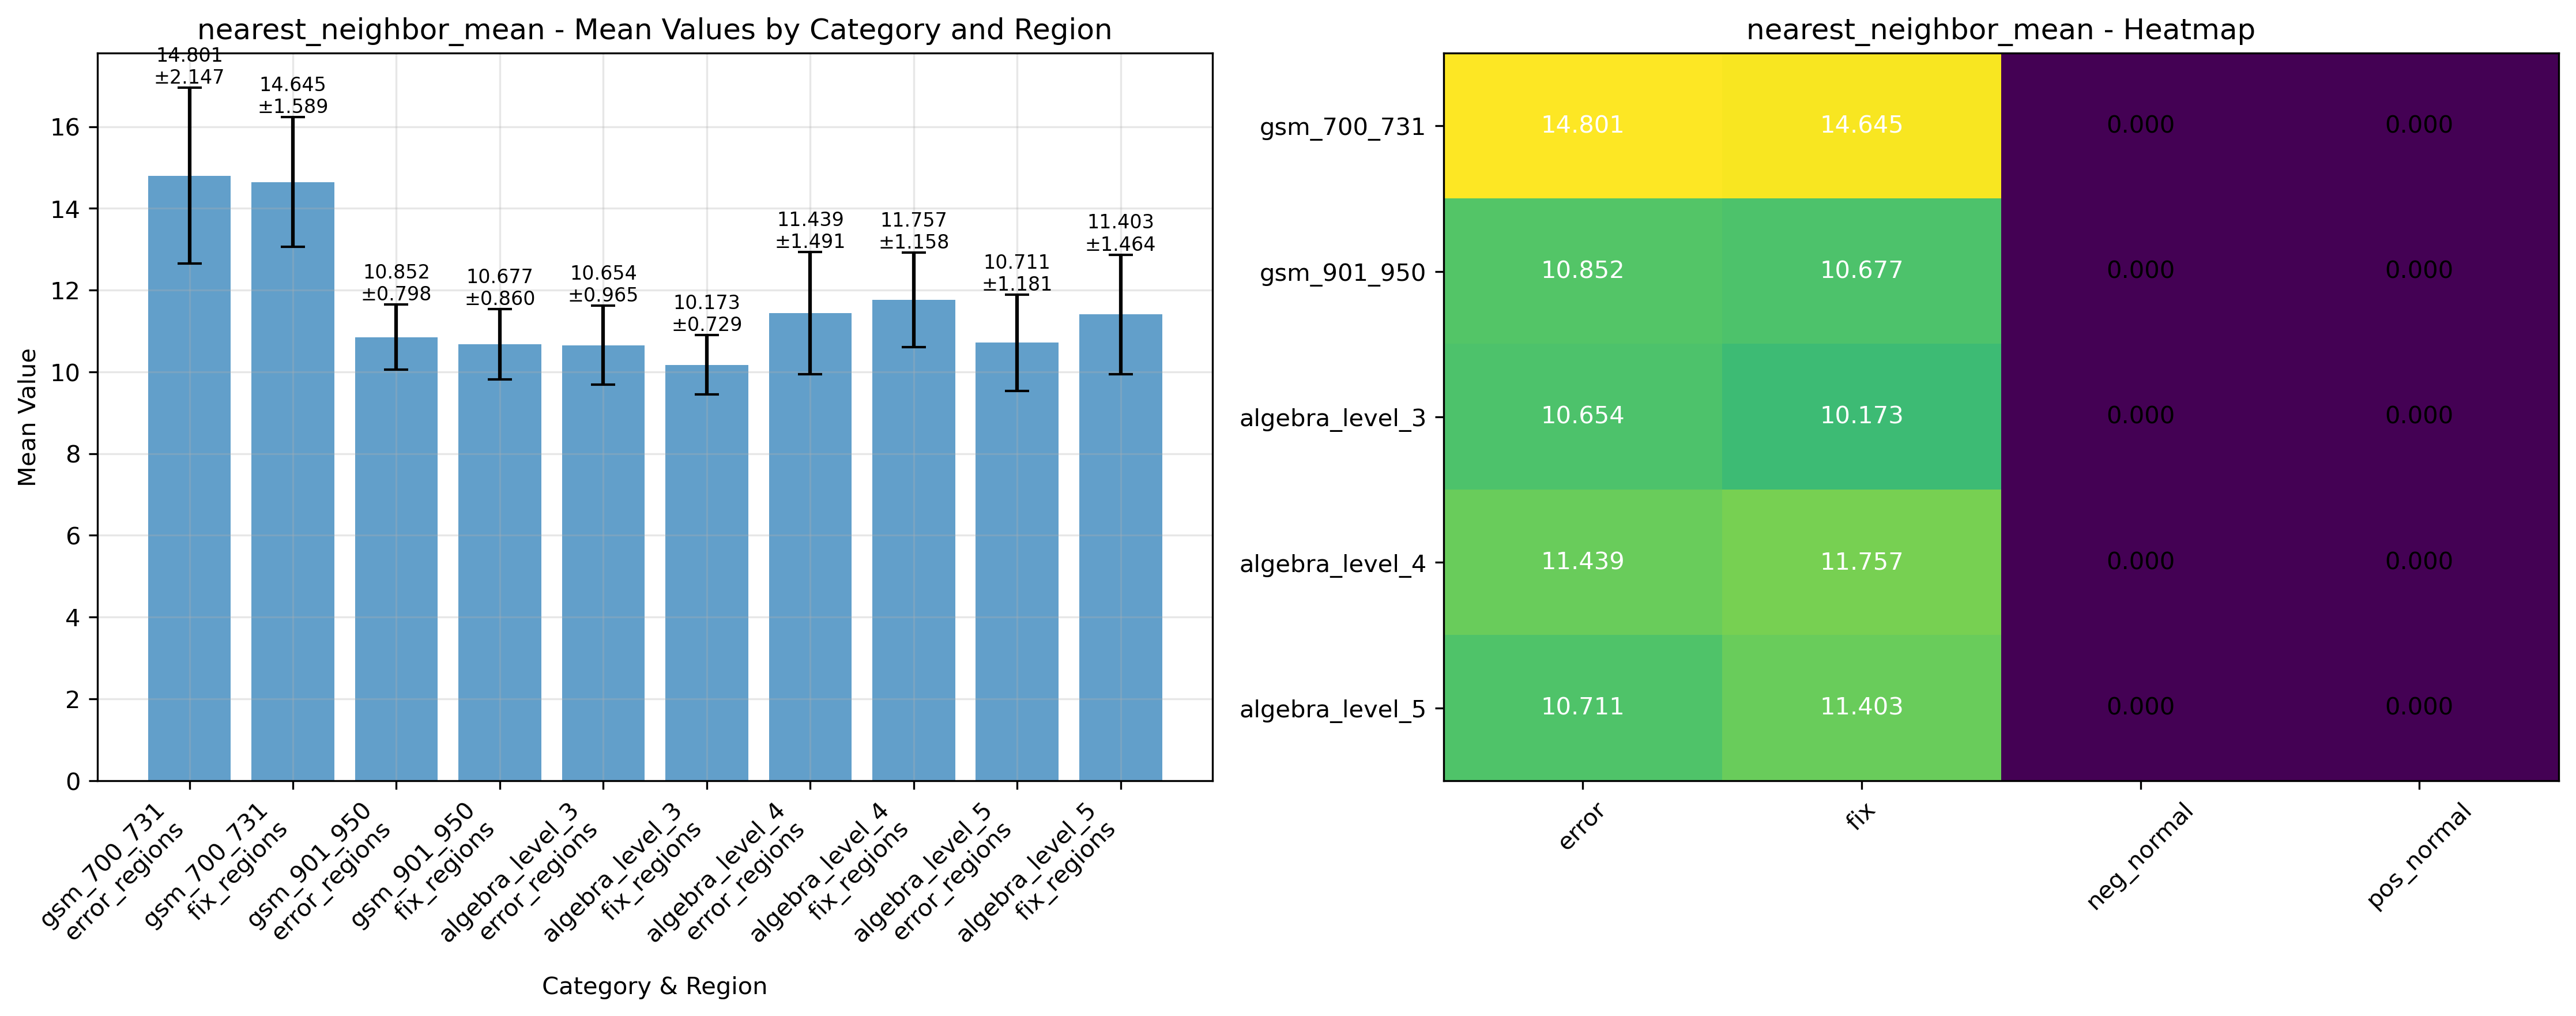 nearest_neighbor_mean - Mean Values by Category and Region
Mean Value
16
14
12
10
8
6
4
2
0
14.801
±2.147
14.645
±1.589
10.852
±0.798
10.677
±0.860
10.654
±0.965
10.173
±0.729
11.439
±1.491
11.757
±1.158
10.711
±1.181
11.403
±1.464
gsm_700_731
error_regions
gsm_700_731
fix_regions
gsm_901_950
error_regions
gsm_901_950
fix_regions
algebra_level_3
error_regions
algebra_level_3
fix_regions
algebra_level_4
error_regions
algebra_level_4
fix_regions
algebra_level_5
error_regions
algebra_level_5
fix_regions
Category & Region
nearest_neighbor_mean - Heatmap
gsm_700_731 14.801 14.645 0.000 0.000
gsm_901_950 10.852 10.677 0.000 0.000
algebra_level_3 10.654 10.173 0.000 0.000
algebra_level_4 11.439 11.757 0.000 0.000
algebra_level_5 10.711 11.403 0.000 0.000
error fix neg_normal pos_normal